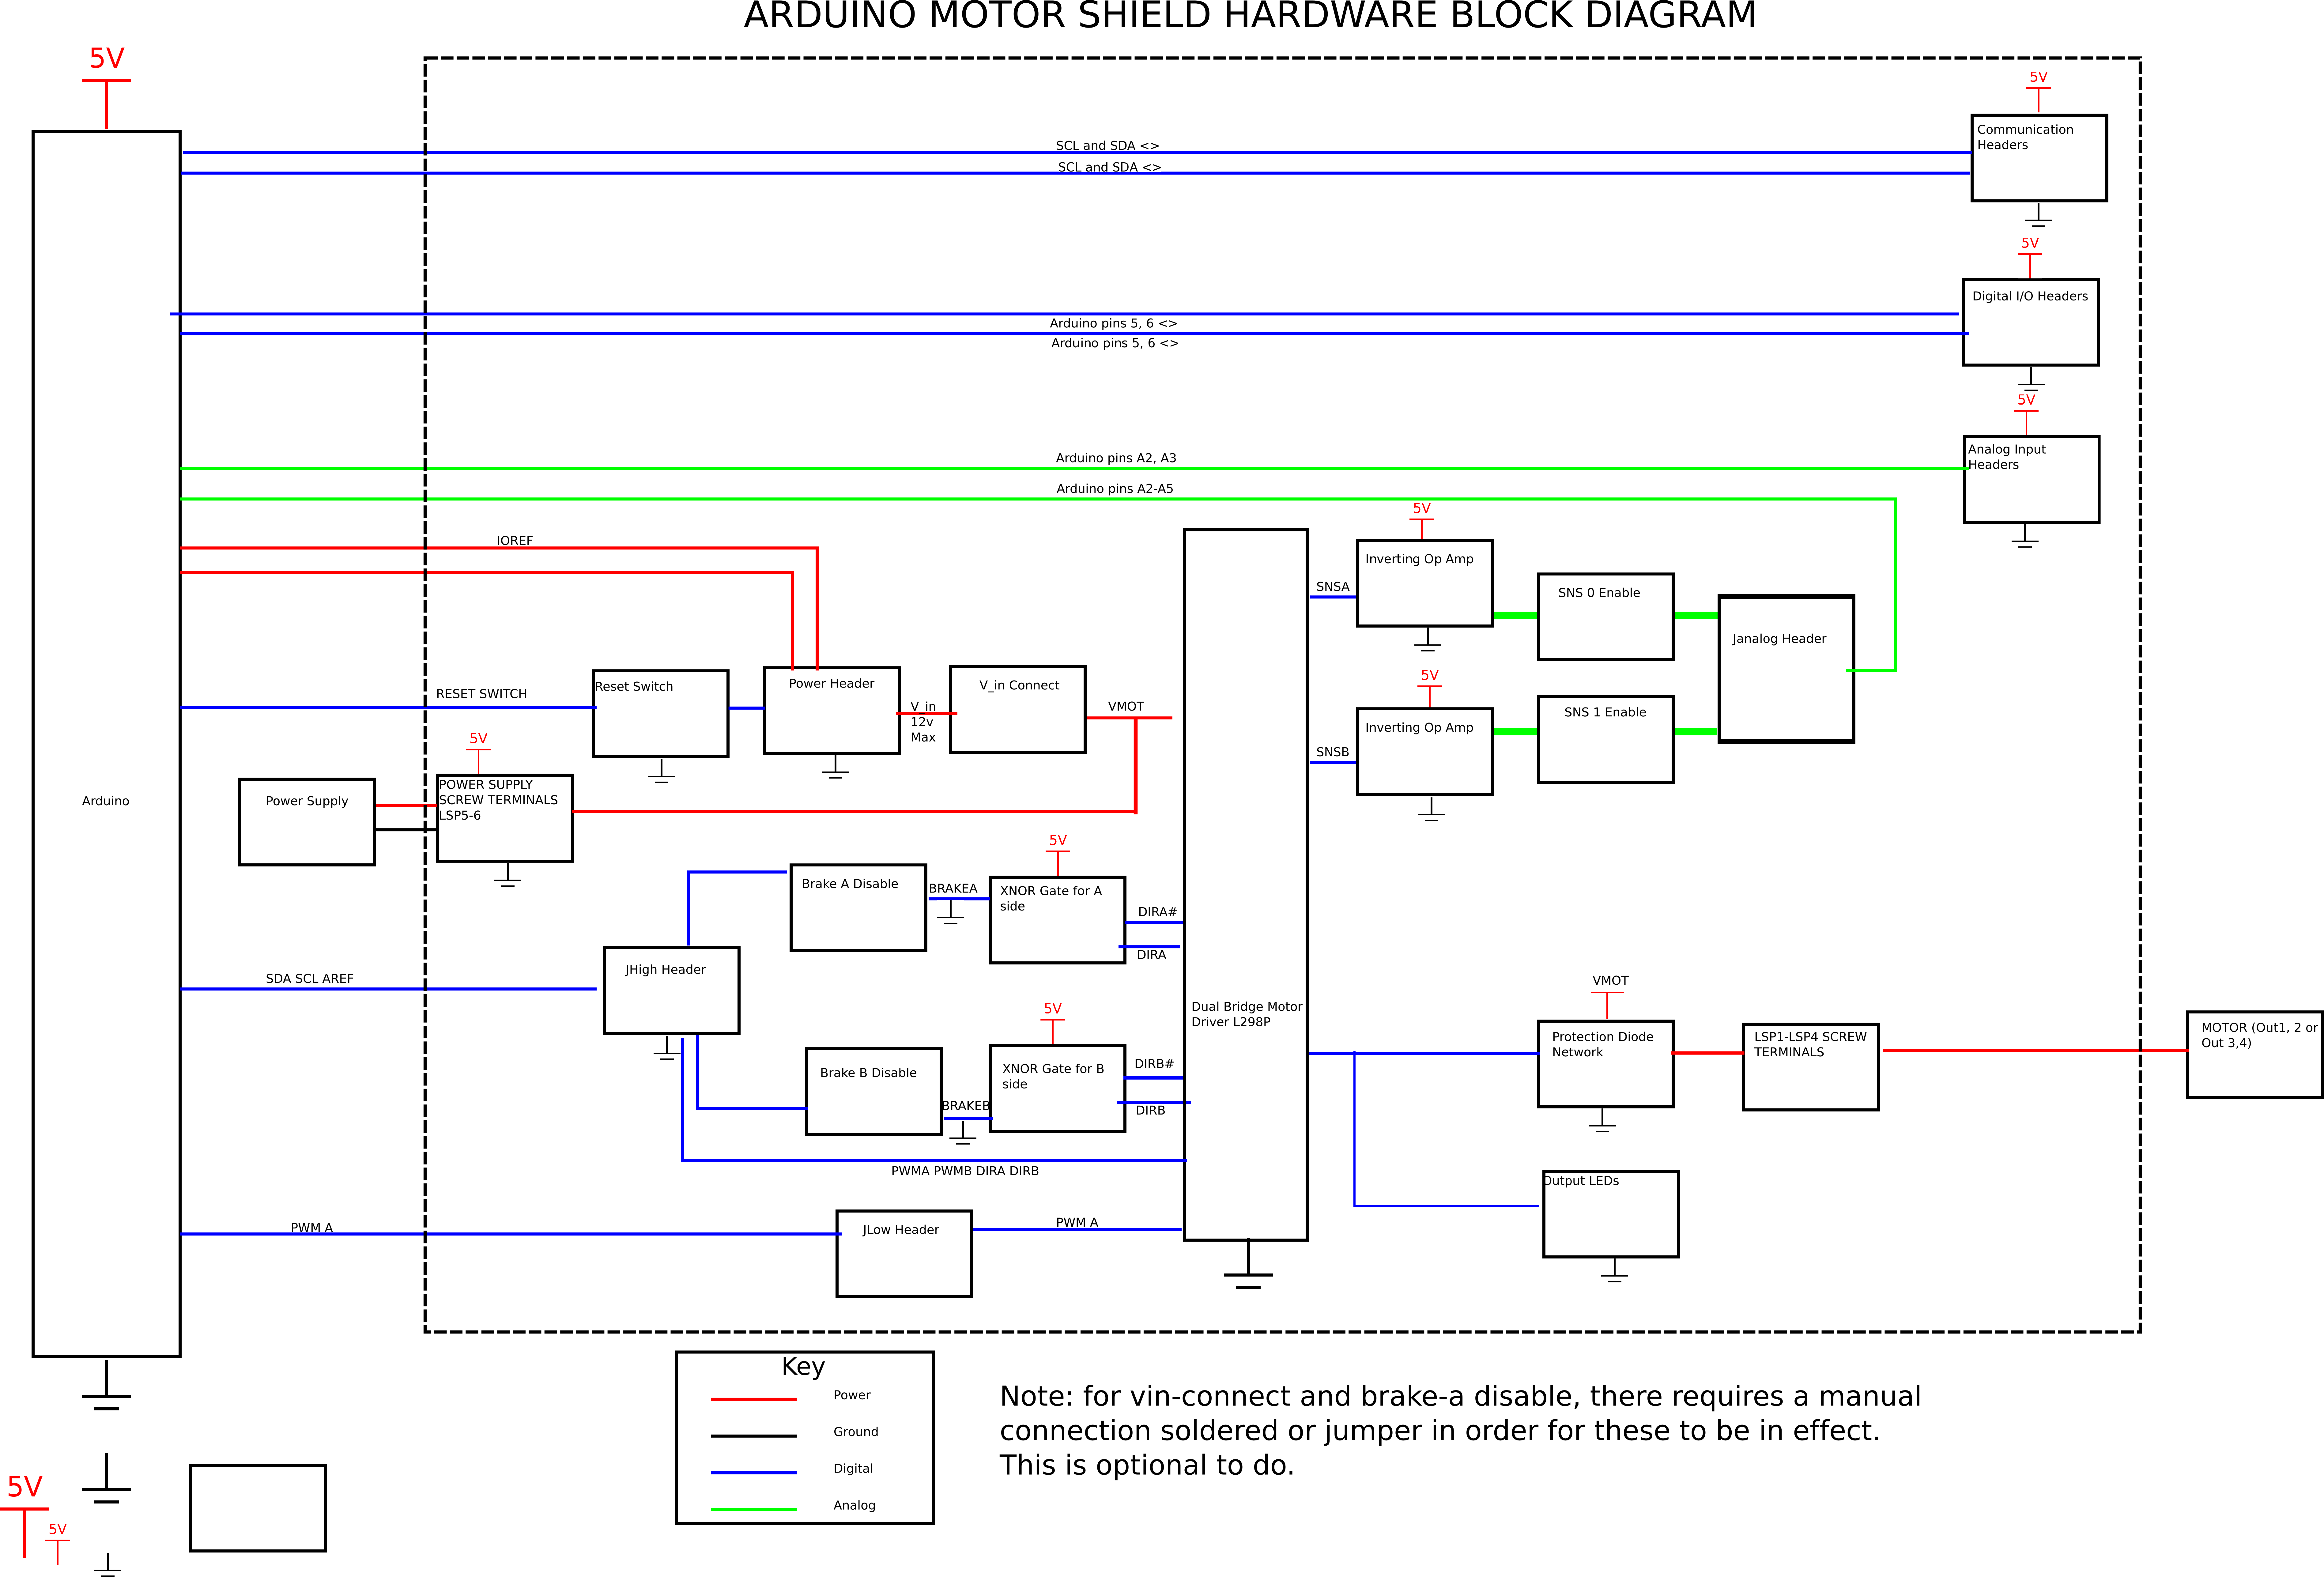 ARDUINO MOTOR SHIELD HARDWARE BLOCK DIAGRAM
5V
5V
Communication
Headers
SCL and SDA <>
SCL and SDA <>
5V
Digital I/O Headers
Arduino pins 5, 6 <>
Arduino pins 5, 6 <>
5V
Analog Input
Headers
Arduino pins A2, A3
Arduino pins A2-A5
5V
IOREF
Inverting Op Amp
SNSA
SNS 0 Enable
Janalog Header
5V
Reset Switch
Power Header
V_in Connect
RESET SWITCH
V_in
12v
Max
VMOT
SNS 1 Enable
Inverting Op Amp
SNSB
5V
Arduino
Power Supply
POWER SUPPLY
SCREW TERMINALS
LSP5-6
5V
Brake A Disable
BRAKEA
XNOR Gate for A
side
DIRA#
DIRA
JHigh Header
SDA SCL AREF
VMOT
5V
Dual Bridge Motor
Driver L298P
Protection Diode
Network
LSP1-LSP4 SCREW
TERMINALS
MOTOR (Out1, 2 or
Out 3,4)
Brake B Disable
BRAKEB
XNOR Gate for B
side
DIRB#
DIRB
PWMA PWMB DIRA DIRB
Output LEDs
PWM A
JLow Header
PWM A
Key
Power
Ground
Digital
Analog
Note: for vin-connect and brake-a disable, there requires a manual
connection soldered or jumper in order for these to be in effect.
This is optional to do.
5V
5V